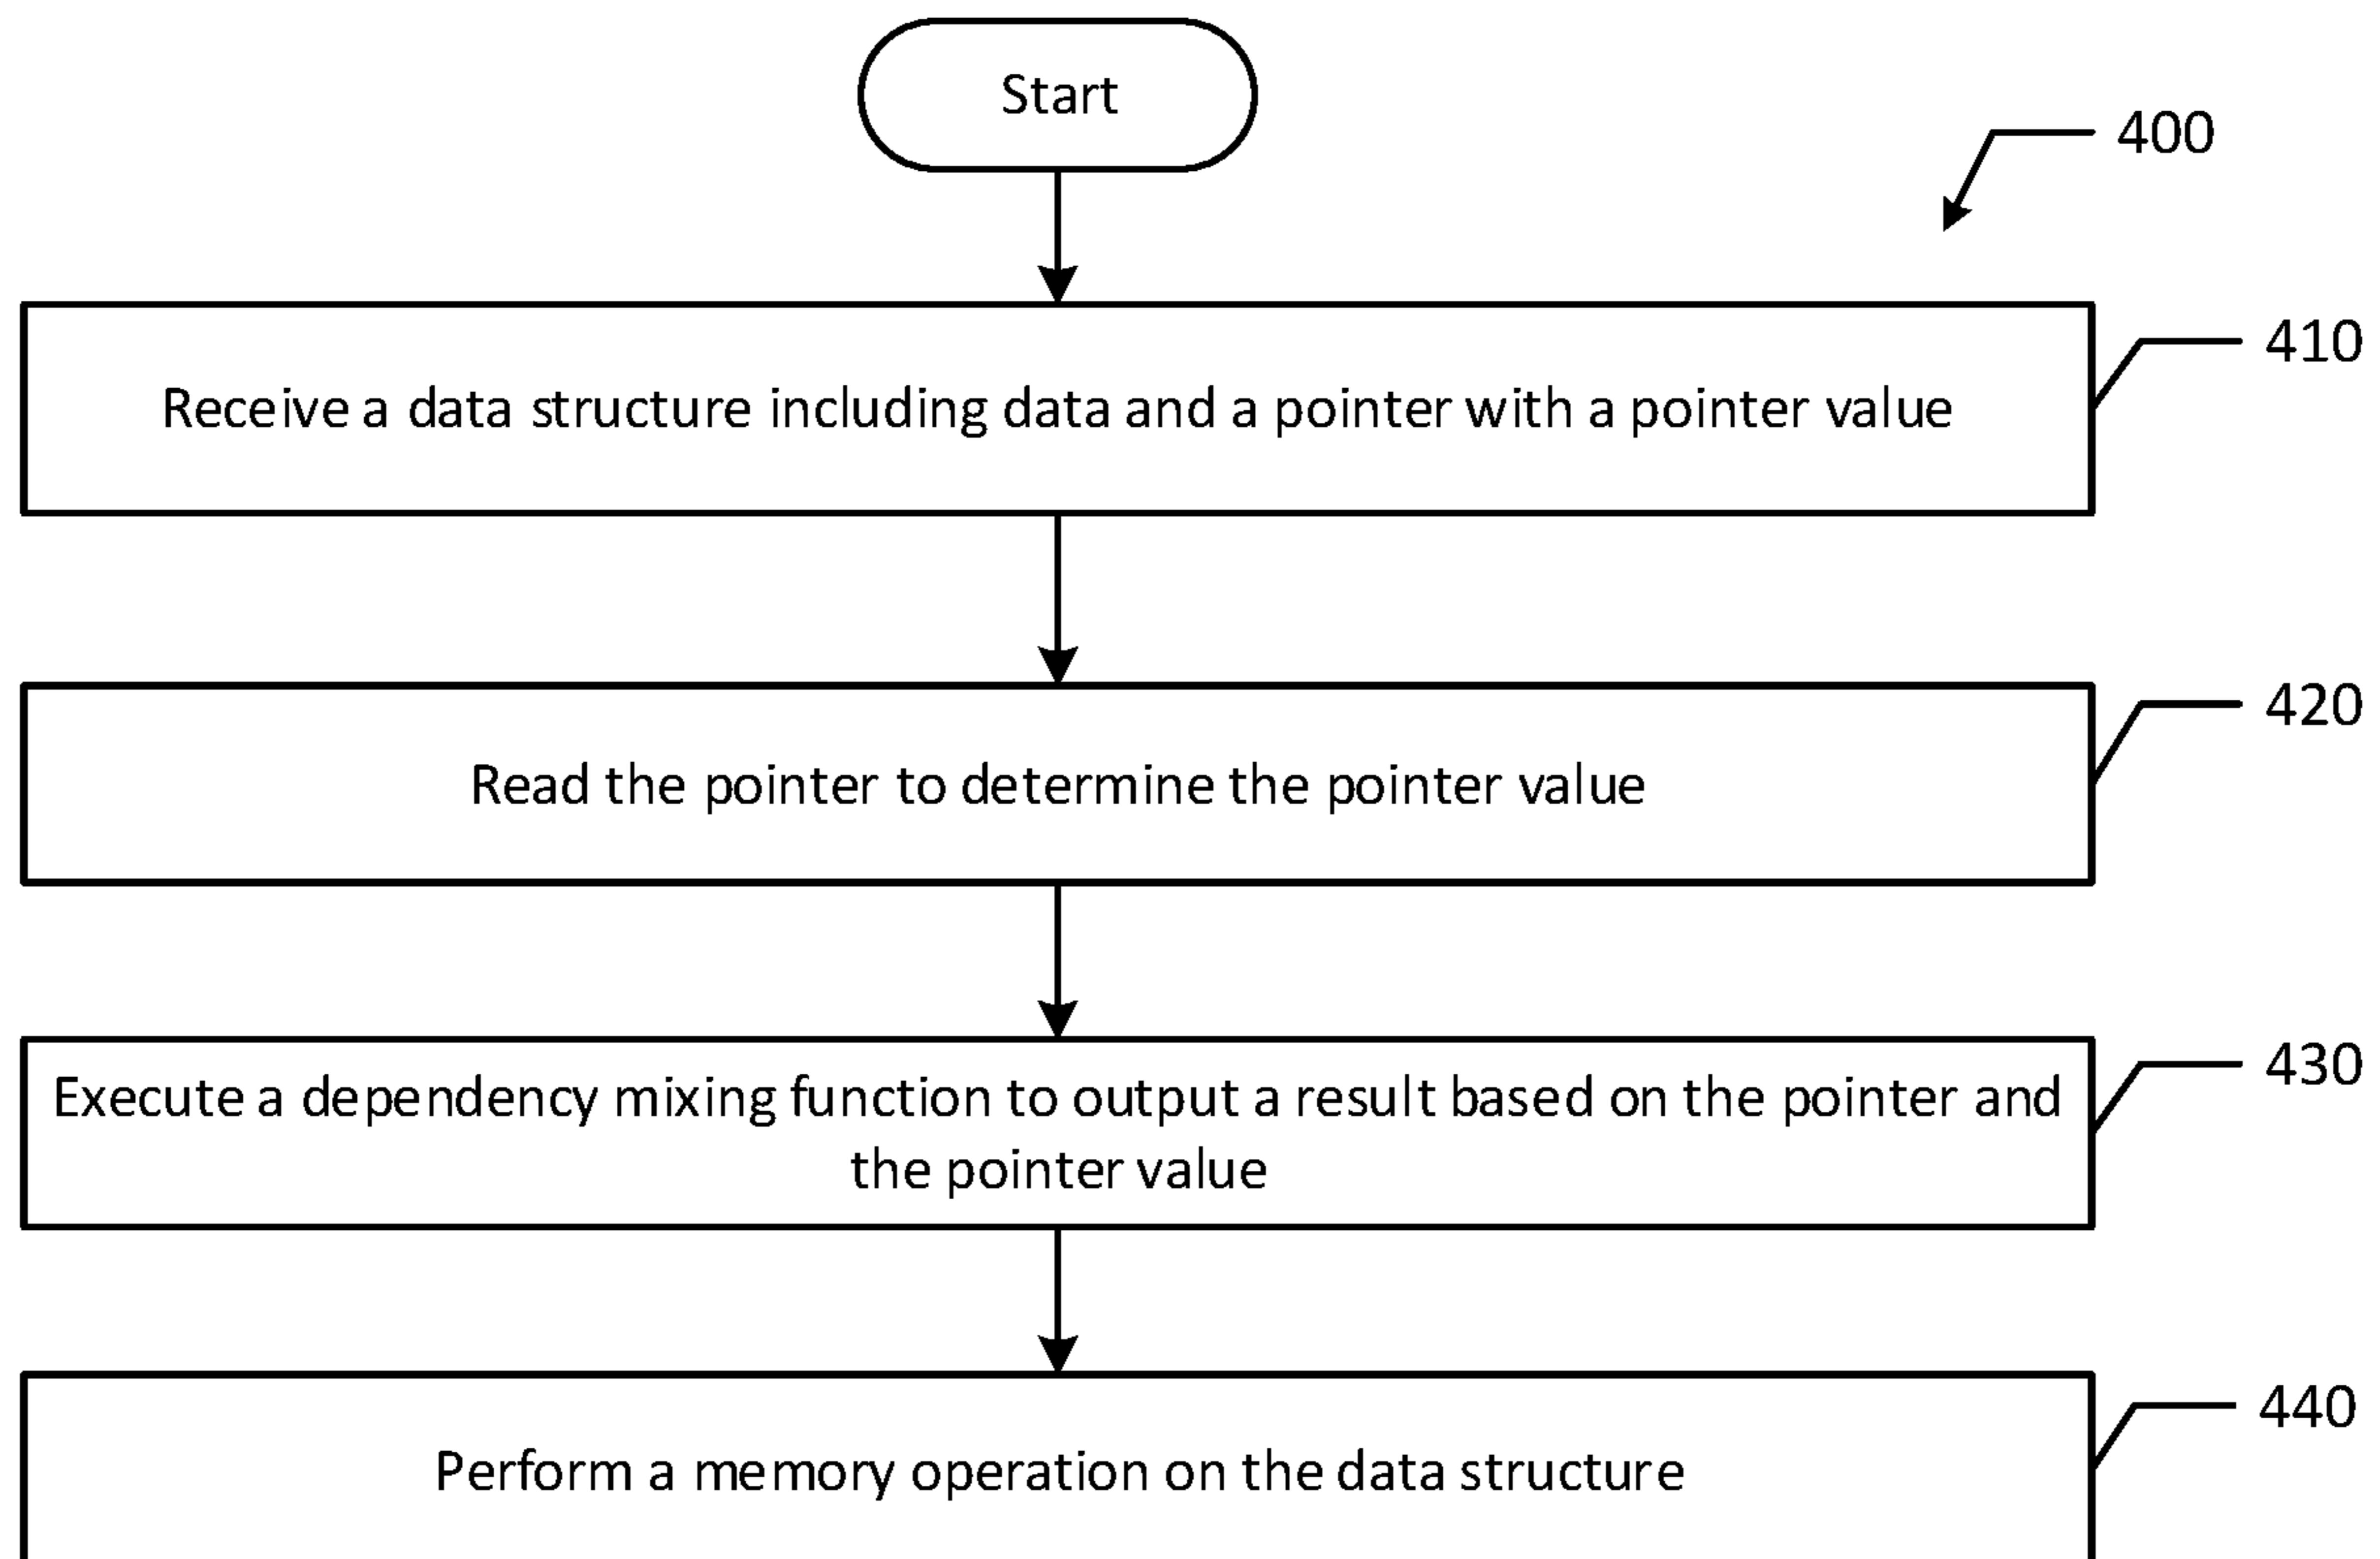 Start
400
410
Receive a data structure including data and a pointer with a pointer value
420
Read the pointer to determine the pointer value
430
Execute a dependency mixing function to output a result based on the pointer and
the pointer value
440
Perform a memory operation on the data structure